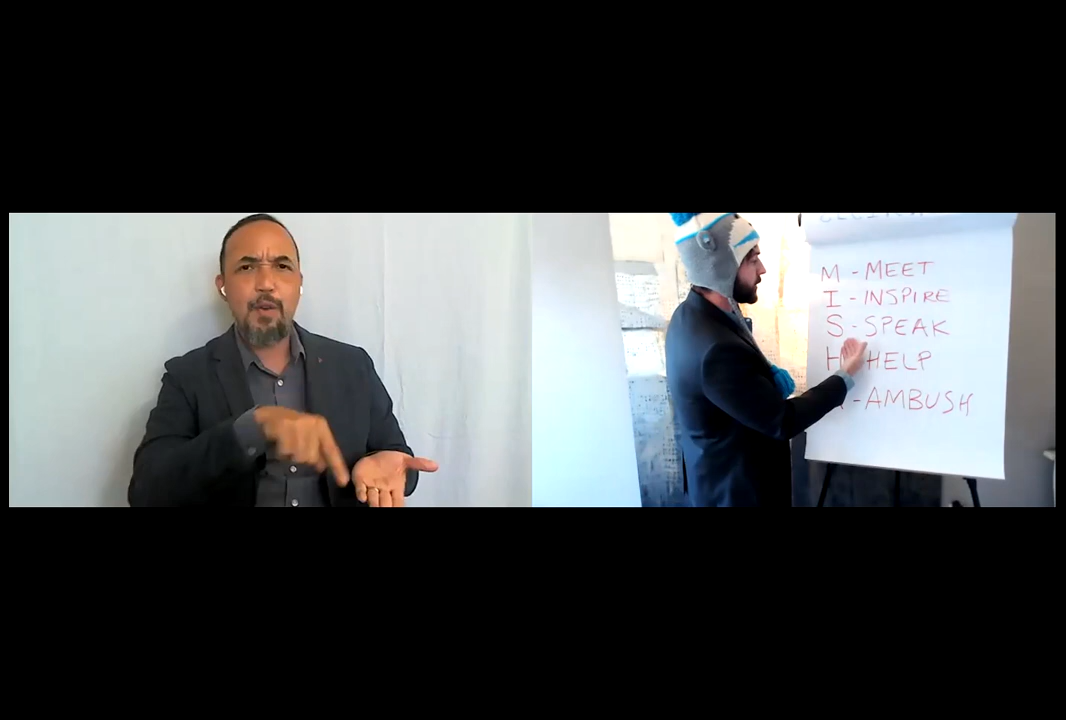 M - MEET
I - INSPIRE
S - SPEAK
H - HELP
- AMBUSH